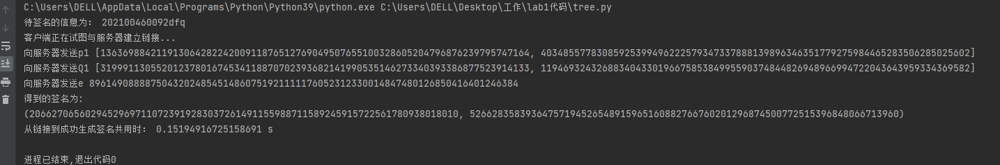 C:\Users\DELL\AppData\Local\Programs\Python\Python39\python.exe C:\Users\DELL\Desktop\工作\lab1代码\tree.py
待签名的信息为: 202100460092dfq
客户端正在试图与服务器建立链接...
向服务器发送p1 [13636988421191306428224200911876512769049507655100328605204796876239795747164, 40348557783085925399496222579347337888139896346351779275984465283506285025602]
向服务器发送Q1 [31999113055201237801674534118870702393682141990535146273340393386877523914133, 11946932432688340433019667585384995590374844826948966994722043643959334369582]
向服务器发送e 89614908888750432024854514860751921111176052312330014847480126850416401246384
得到的签名为:
(20662706560294529697110723919283037261491155988711589245915722561780938018010, 52662835839364757194526548915965160882766760201296874500772515396848066713960)
从链接到成功生成签名共用时: 0.15194916725158691 s
进程已结束,退出代码0